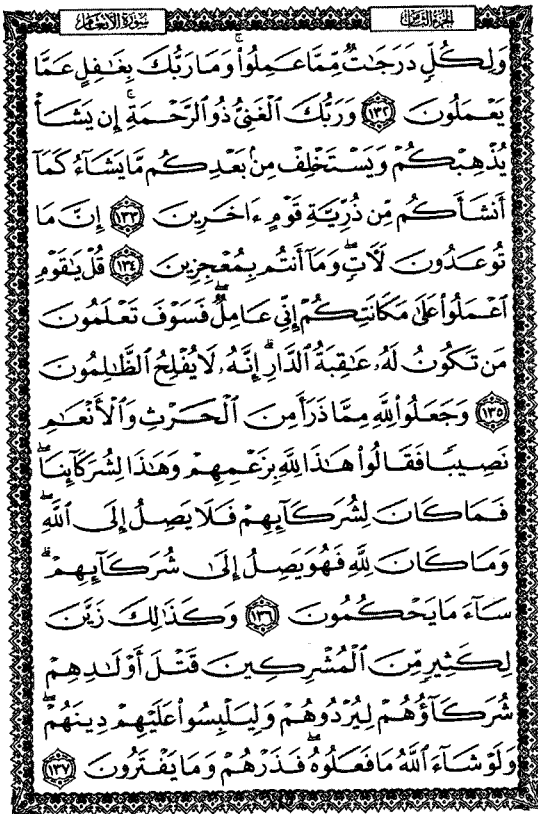 الجزء الثامن
سورة الأنعام
وَلِكُلٍّ دَرَجَٰتٌ مِّمَّا عَمِلُوا۟ ۚ وَمَا رَبُّكَ بِغَٰفِلٍ عَمَّا
يَعْمَلُونَ ١٣٢ وَرَبُّكَ ٱلْغَنِىُّ ذُو ٱلرَّحْمَةِ ۚ إِن يَشَأْ
يُذْهِبْكُمْ وَيَسْتَخْلِفْ مِنۢ بَعْدِكُم مَّا يَشَآءُ كَمَآ
أَنشَأَكُم مِّن ذُرِّيَّةِ قَوْمٍ ءَاخَرِينَ ١٣٣ إِنَّ مَا
تُوعَدُونَ لَـَٔاتٍ ۖ وَمَآ أَنتُم بِمُعْجِزِينَ ١٣٤ قُلْ يَٰقَوْمِ
ٱعْمَلُوا۟ عَلَىٰ مَكَانَتِكُمْ إِنِّى عَامِلٌ ۖ فَسَوْفَ تَعْلَمُونَ
مَن تَكُونُ لَهُۥ عَٰقِبَةُ ٱلدَّارِ ۗ إِنَّهُۥ لَا يُفْلِحُ ٱلظَّٰلِمُونَ
١٣٥ وَجَعَلُوا۟ لِلَّهِ مِمَّا ذَرَأَ مِنَ ٱلْحَرْثِ وَٱلْأَنْعَٰمِ
نَصِيبًا فَقَالُوا۟ هَٰذَا لِلَّهِ بِزَعْمِهِمْ وَهَٰذَا لِشُرَكَآئِنَا ۖ
فَمَا كَانَ لِشُرَكَآئِهِمْ فَلَا يَصِلُ إِلَى ٱللَّهِ ۖ
وَمَا كَانَ لِلَّهِ فَهُوَ يَصِلُ إِلَىٰ شُرَكَآئِهِمْ ۗ
سَآءَ مَا يَحْكُمُونَ ١٣٦ وَكَذَٰلِكَ زَيَّنَ
لِكَثِيرٍ مِّنَ ٱلْمُشْرِكِينَ قَتْلَ أَوْلَٰدِهِمْ
شُرَكَآؤُهُمْ لِيُرْدُوهُمْ وَلِيَلْبِسُوا۟ عَلَيْهِمْ دِينَهُمْ ۖ
وَلَوْ شَآءَ ٱللَّهُ مَا فَعَلُوهُ ۖ فَذَرْهُمْ وَمَا يَفْتَرُونَ ١٣٧